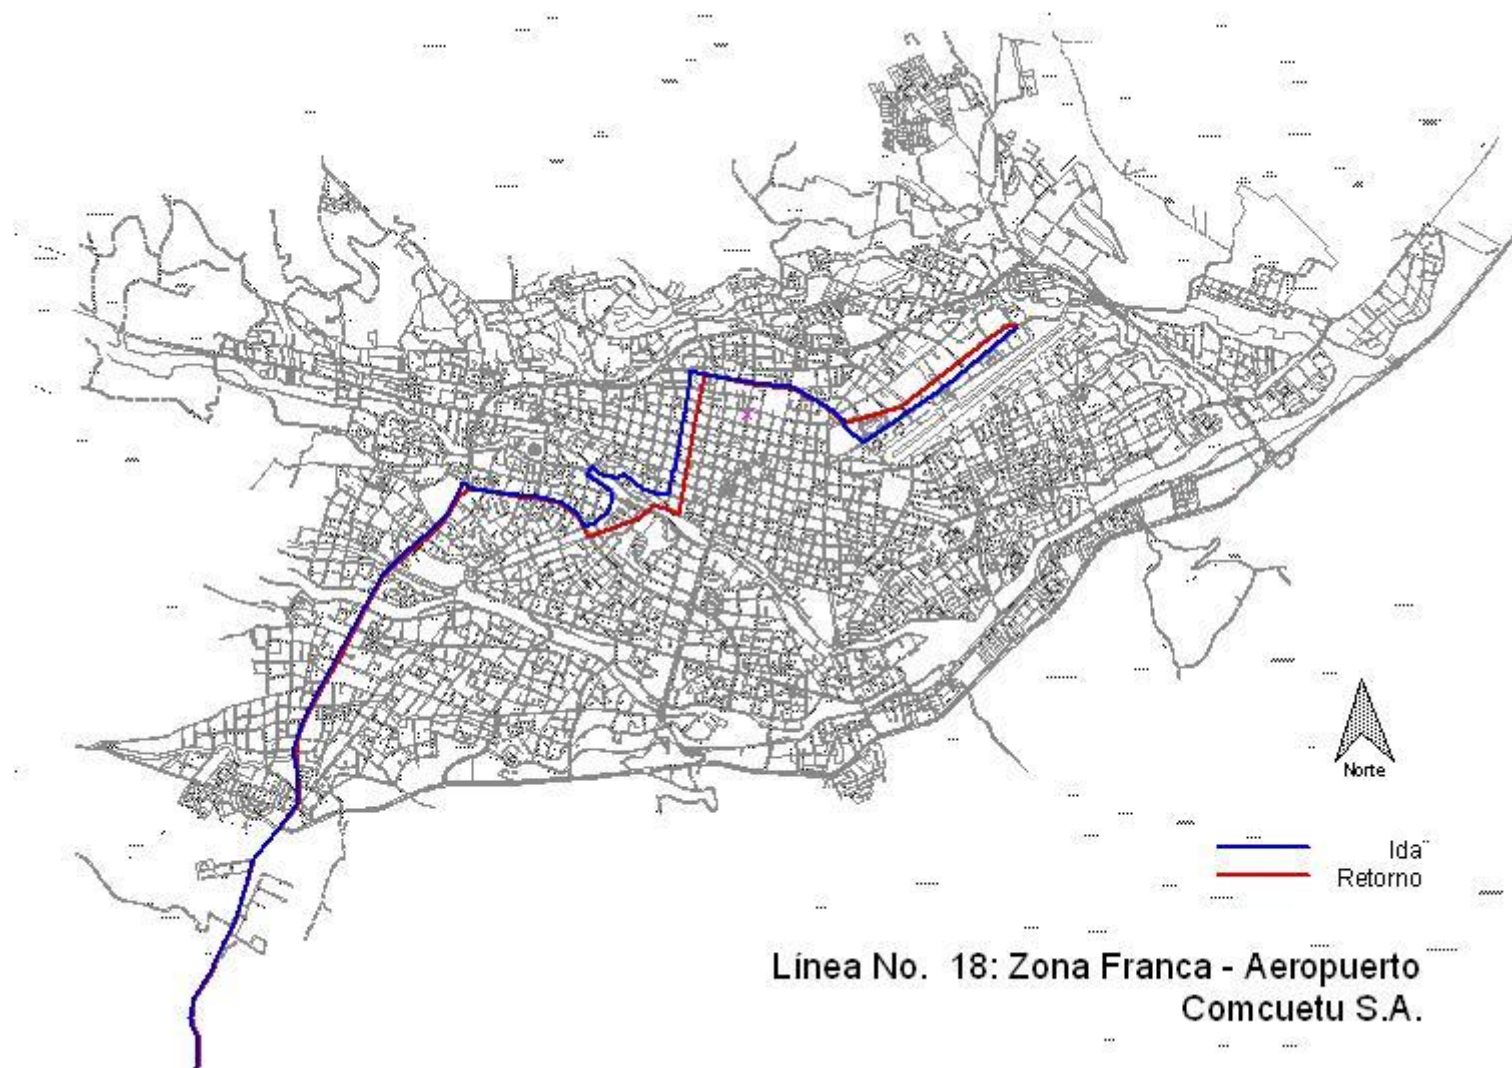 Norte
Ida
Retorno
Línea No. 18: Zona Franca - Aeropuerto
Comcuetu S.A.